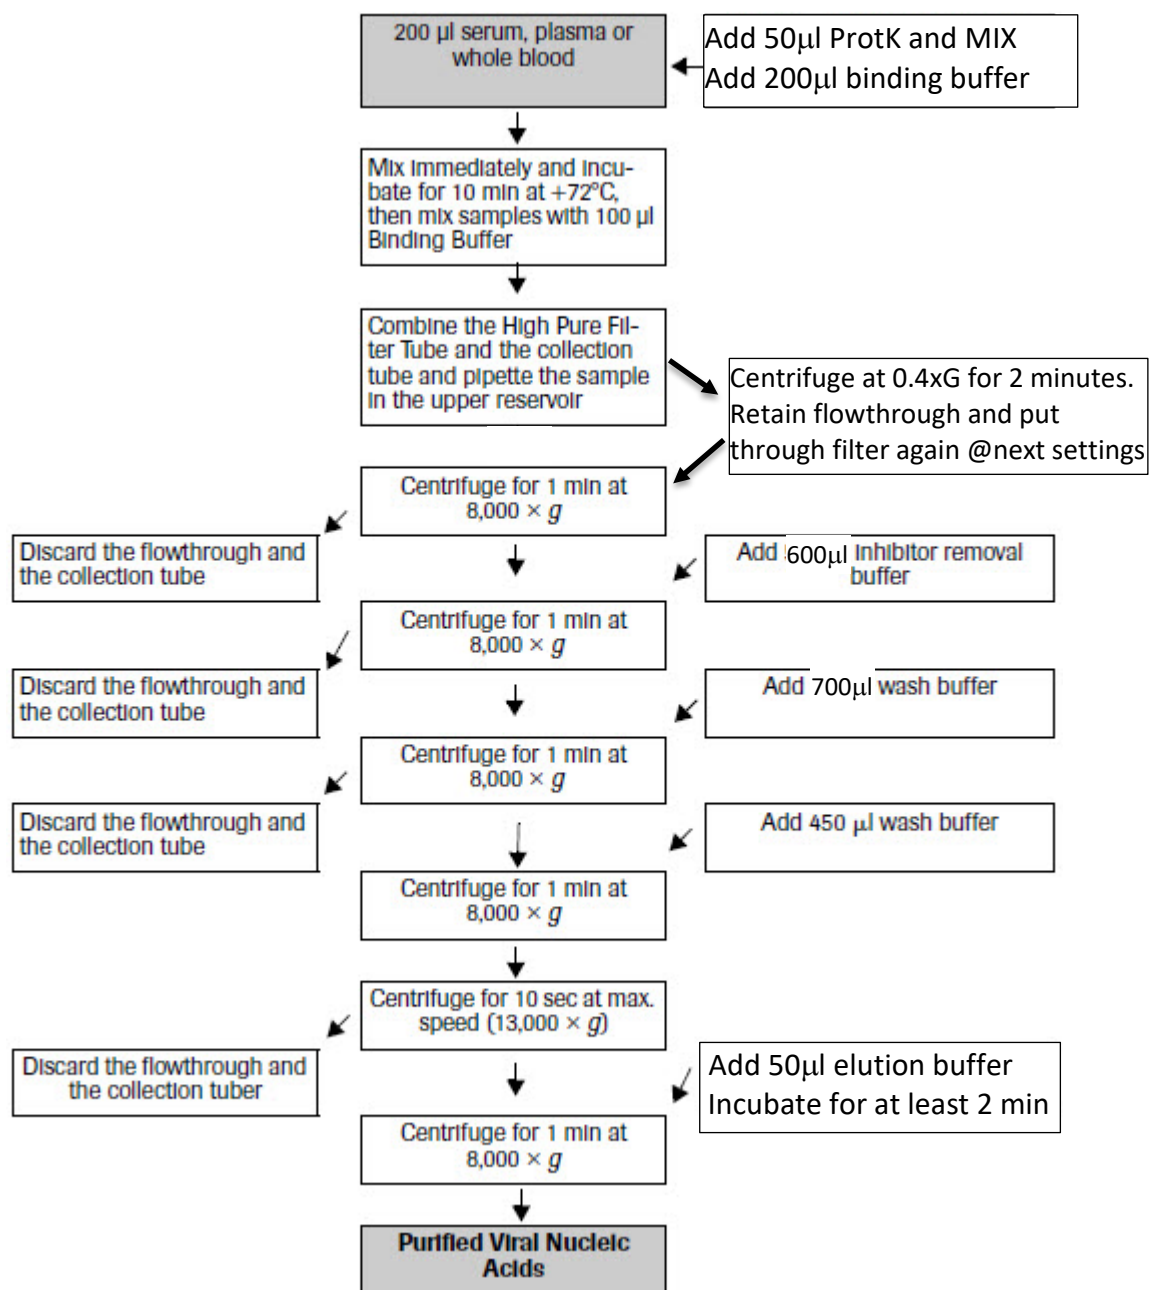 200 µl serum, plasma or
whole blood
Add 50µl ProtK and MIX
Add 200µl binding buffer
Mix immediately and incu-
bate for 10 min at +72°C,
then mix samples with 100 µl
Binding Buffer
Combine the High Pure Fil-
ter Tube and the collection
tube and pipette the sample
in the upper reservoir
Centrifuge at 0.4xG for 2 minutes.
Retain flowthrough and put
through filter again @next settings
Centrifuge for 1 min at
8,000 × g
Discard the flowthrough and
the collection tube
Add 600µl inhibitor removal
buffer
Centrifuge for 1 min at
8,000 × g
Discard the flowthrough and
the collection tube
Add 700µl wash buffer
Centrifuge for 1 min at
8,000 × g
Discard the flowthrough and
the collection tube
Add 450 µl wash buffer
Centrifuge for 1 min at
8,000 × g
Centrifuge for 10 sec at max.
speed (13,000 × g)
Discard the flowthrough and
the collection tuber
Add 50µl elution buffer
Incubate for at least 2 min
Centrifuge for 1 min at
8,000 × g
Purified Viral Nucleic
Acids